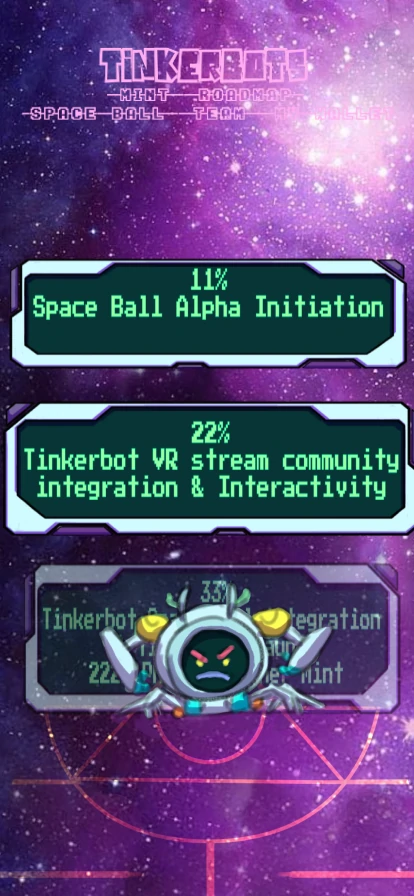 TiNKERBOTS
MINT ROADMAP
SPACE BALL TEAM
11%
Space Ball Alpha Initiation
22%
Tinkerbot VR stream community
integration & Interactivity
33%
Tinkerbot
Mint